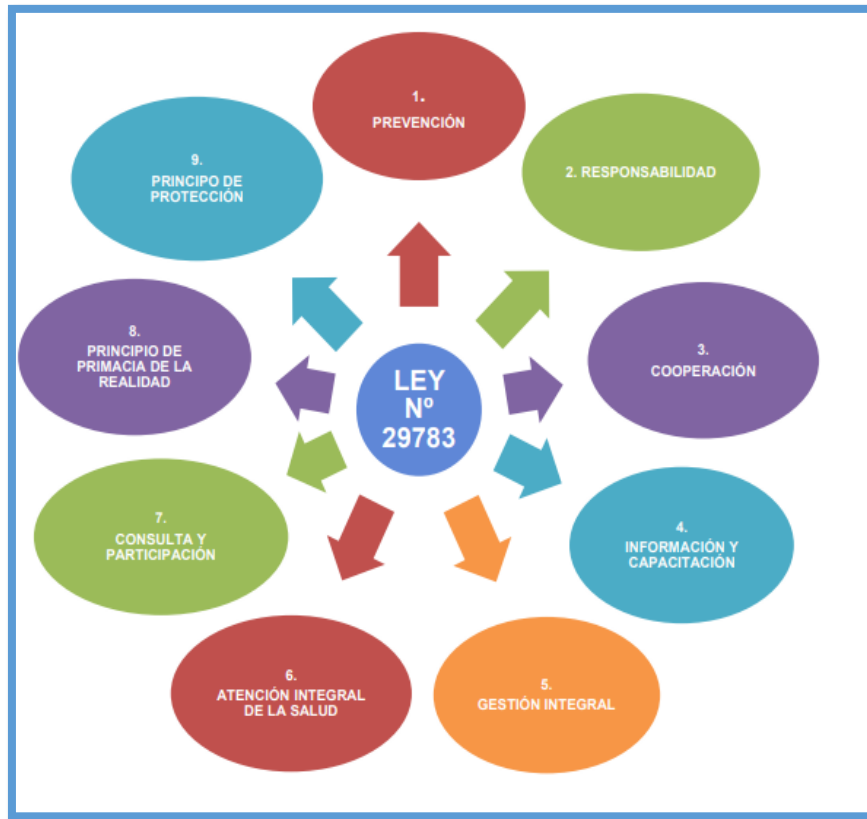 1.
PREVENCIÓN
2. RESPONSABILIDAD
3.
COOPERACIÓN
4.
INFORMACIÓN Y
CAPACITACIÓN
5.
GESTIÓN INTEGRAL
6.
ATENCIÓN INTEGRAL
DE LA SALUD
7.
CONSULTA Y
PARTICIPACIÓN
8.
PRINCIPIO DE
PRIMACIA DE LA
REALIDAD
9.
PRINCIPO DE
PROTECCIÓN
LEY
Nº
29783